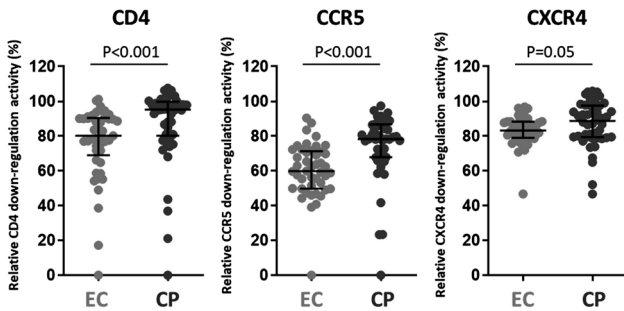 CD4
P<0.001
Relative CD4 down-regulation activity (%)
120
100
80
60
40
20
0
EC CP
CCR5
P<0.001
Relative CCR5 down-regulation activity (%)
120
100
80
60
40
20
0
EC CP
CXCR4
P=0.05
Relative CXCR4 down-regulation activity (%)
120
100
80
60
40
20
0
EC CP